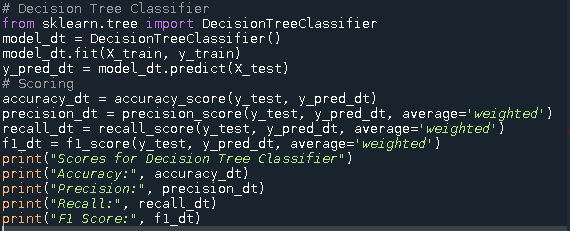 # Decision Tree Classifier
from sklearn.tree import DecisionTreeClassifier
model_dt = DecisionTreeClassifier()
model_dt.fit(X_train, y_train)
y_pred_dt = model_dt.predict(X_test)
# Scoring
accuracy_dt = accuracy_score(y_test, y_pred_dt)
precision_dt = precision_score(y_test, y_pred_dt, average='weighted')
recall_dt = recall_score(y_test, y_pred_dt, average='weighted')
f1_dt = f1_score(y_test, y_pred_dt, average='weighted')
print("Scores for Decision Tree Classifier")
print("Accuracy:", accuracy_dt)
print("Precision:", precision_dt)
print("Recall:", recall_dt)
print("F1 Score:", f1_dt)